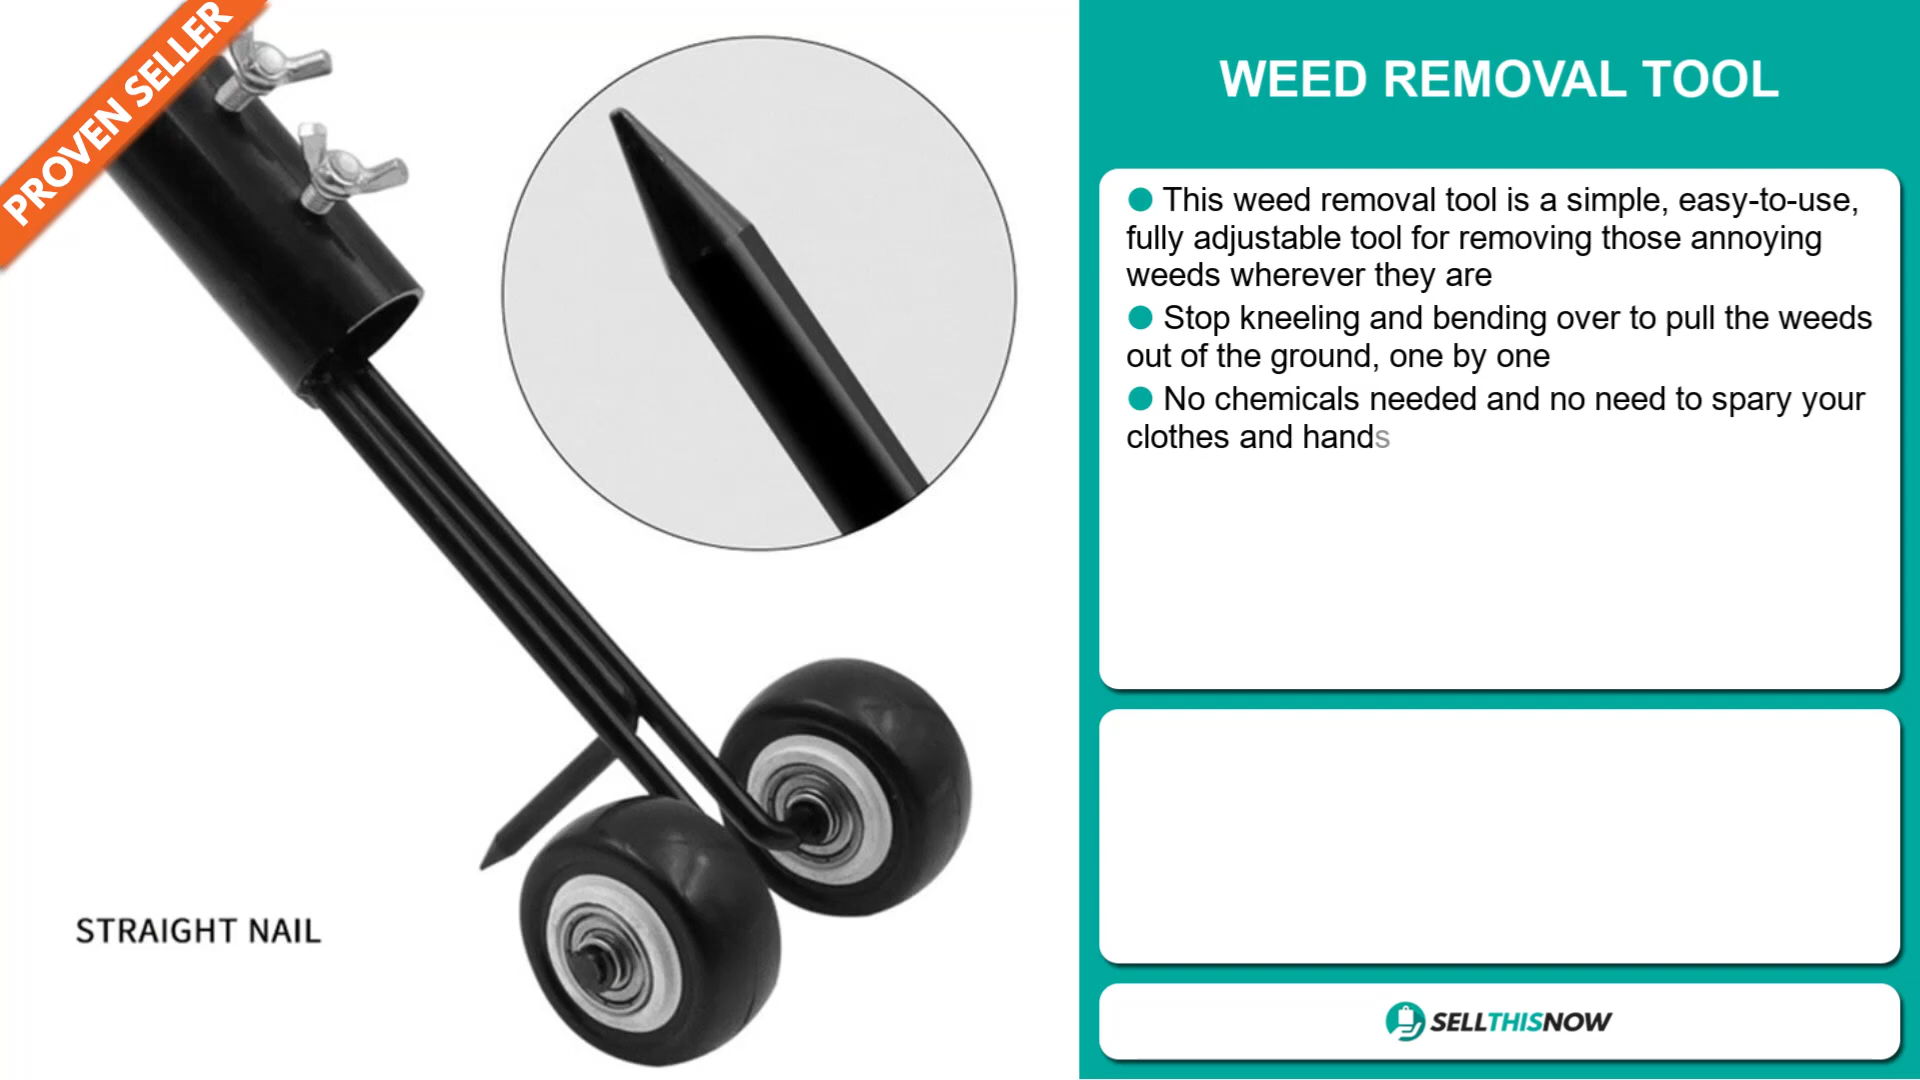 PROVEN SELLER
WEED REMOVAL TOOL
● This weed removal tool is a simple, easy-to-use,
fully adjustable tool for removing those annoying
weeds wherever they are
● Stop kneeling and bending over to pull the weeds
out of the ground, one by one
● No chemicals needed and no need to spary your
clothes and hands
STRAIGHT NAIL
SELLTHISNOW